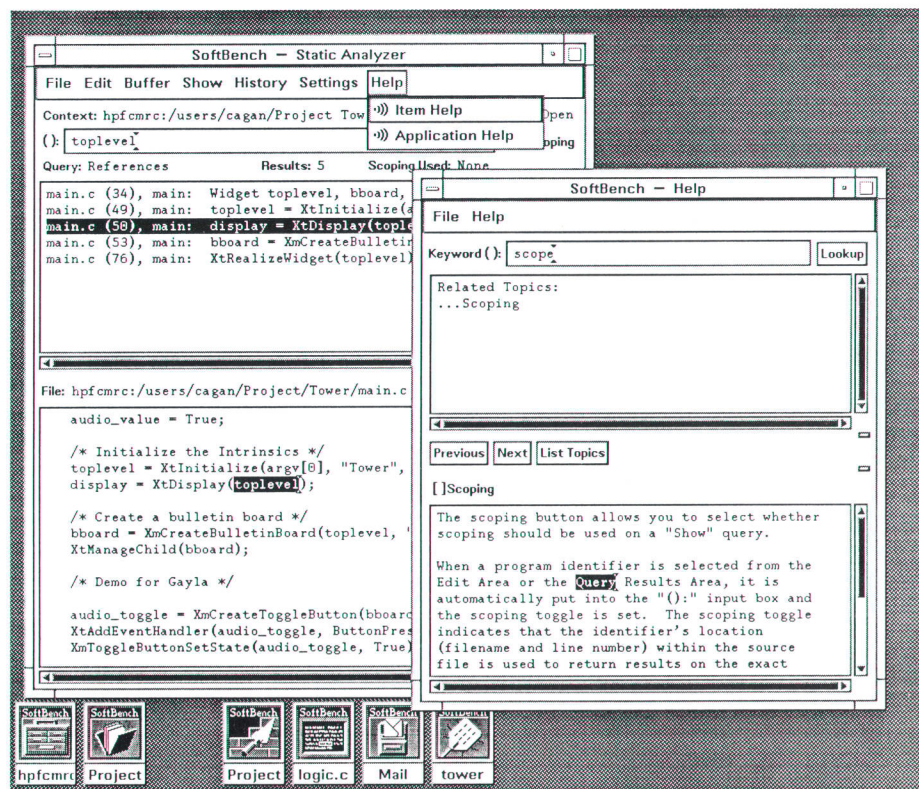 SoftBench — Static Analyzer
File Edit Buffer Show History Settings Help
Item Help
Application Help
Context: hpfcmrc:/users/cagan/Project Tow
Open
(): toplevel
Query: References Results: 5 Scoping Used: None
main.c (34), main: Widget toplevel, bboard,
main.c (49), main: toplevel = XtInitialize(a
main.c (50), main: display = XtDisplay(tople
main.c (53), main: bboard = XmCreateBulletin
main.c (76), main: XtRealizeWidget(toplevel)
File: hpfcmrc:/users/cagan/Project/Tower/main.c
audio_value = True;
/* Initialize the Intrinsics */
toplevel = XtInitialize(argv[0], "Tower",
display = XtDisplay(toplevel);
/* Create a bulletin board */
bboard = XmCreateBulletinBoard(toplevel, '
XtManageChild(bboard);
/* Demo for Gayla */
audio_toggle = XmCreateToggleButton(bboard
XtAddEventHandler(audio_toggle, ButtonPres
XmToggleButtonSetState(audio_toggle, True)
SoftBench — Help
File Help
Keyword (): scope Lookup
Related Topics:
...Scoping
Previous Next List Topics
[ ]Scoping
The scoping button allows you to select whether
scoping should be used on a "Show" query.
When a program identifier is selected from the
Edit Area or the Query Results Area, it is
automatically put into the "():" input box and
the scoping toggle is set. The scoping toggle
indicates that the identifier's location
(filename and line number) within the source
file is used to return results on the exact
SoftBench SoftBench SoftBench SoftBench SoftBench SoftBench
hpfcmrc Project Project logic.c Mail tower